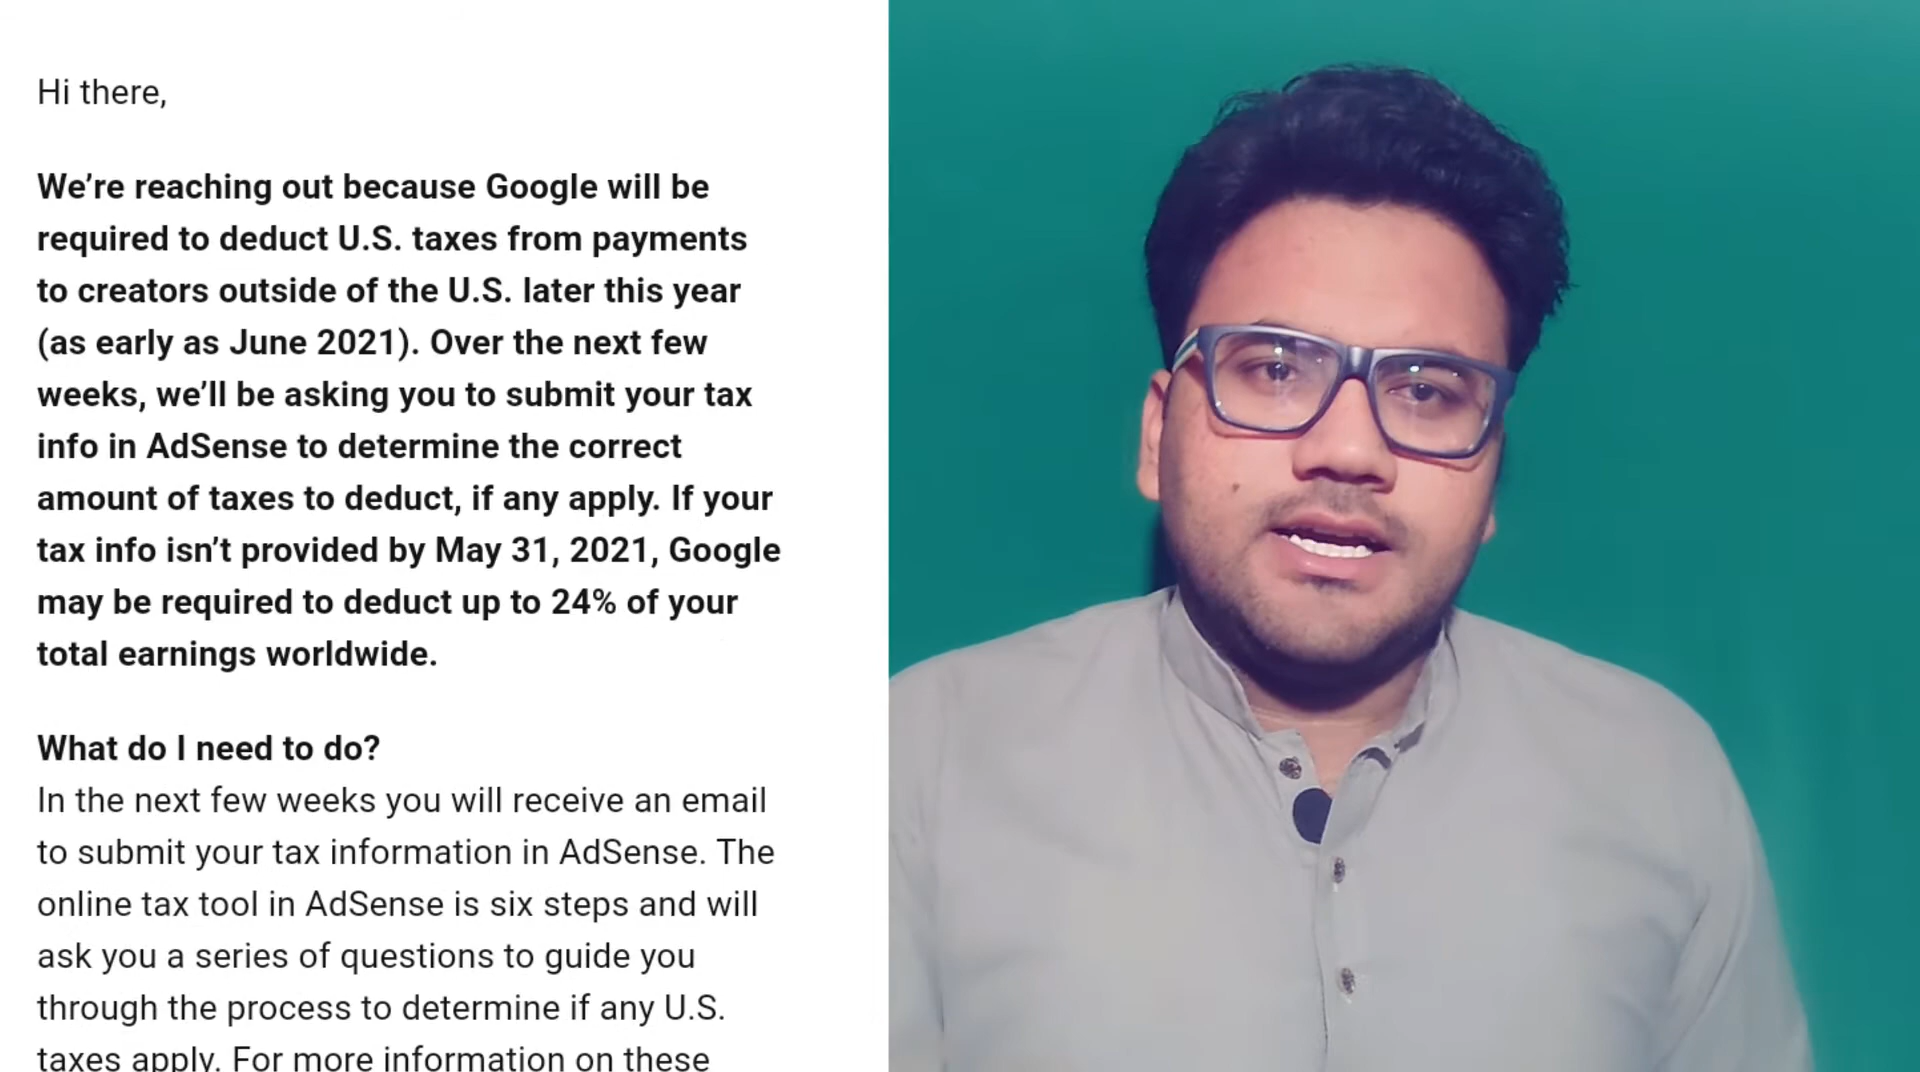 Hi there,
We’re reaching out because Google will be
required to deduct U.S. taxes from payments
to creators outside of the U.S. later this year
(as early as June 2021). Over the next few
weeks, we’ll be asking you to submit your tax
info in AdSense to determine the correct
amount of taxes to deduct, if any apply. If your
tax info isn’t provided by May 31, 2021, Google
may be required to deduct up to 24% of your
total earnings worldwide.
What do I need to do?
In the next few weeks you will receive an email
to submit your tax information in AdSense. The
online tax tool in AdSense is six steps and will
ask you a series of questions to guide you
through the process to determine if any U.S.
taxes apply. For more information on these